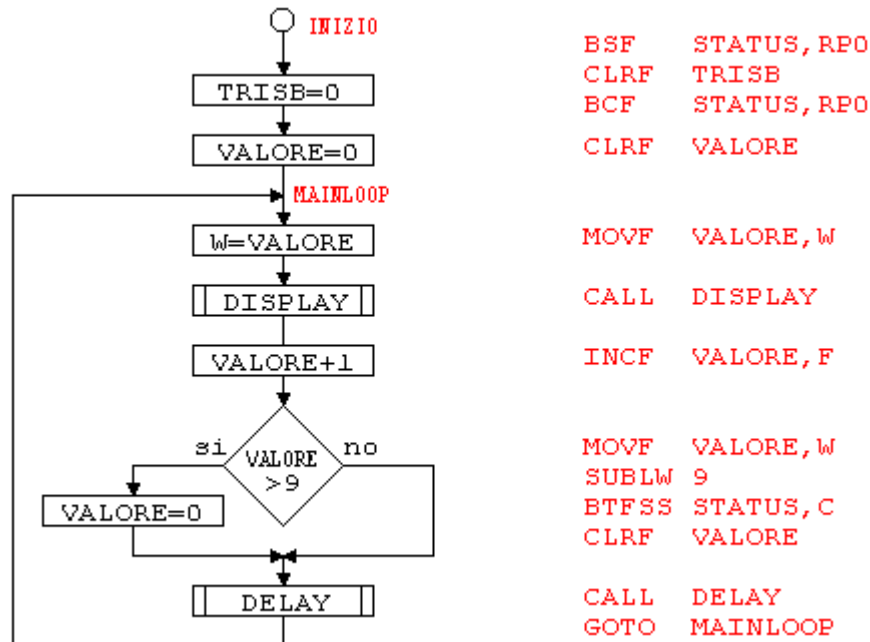 INIZIO
BSF STATUS,RP0
CLRF TRISB
TRISB=0
BCF STATUS,RP0
VALORE=0
CLRF VALORE
MAINLOOP
W=VALORE
MOVF VALORE,W
DISPLAY
CALL DISPLAY
VALORE+1
INCF VALORE,F
si
VALORE
>9
no
MOVF VALORE,W
SUBLW 9
VALORE=0
BTFSS STATUS,C
CLRF VALORE
DELAY
CALL DELAY
GOTO MAINLOOP